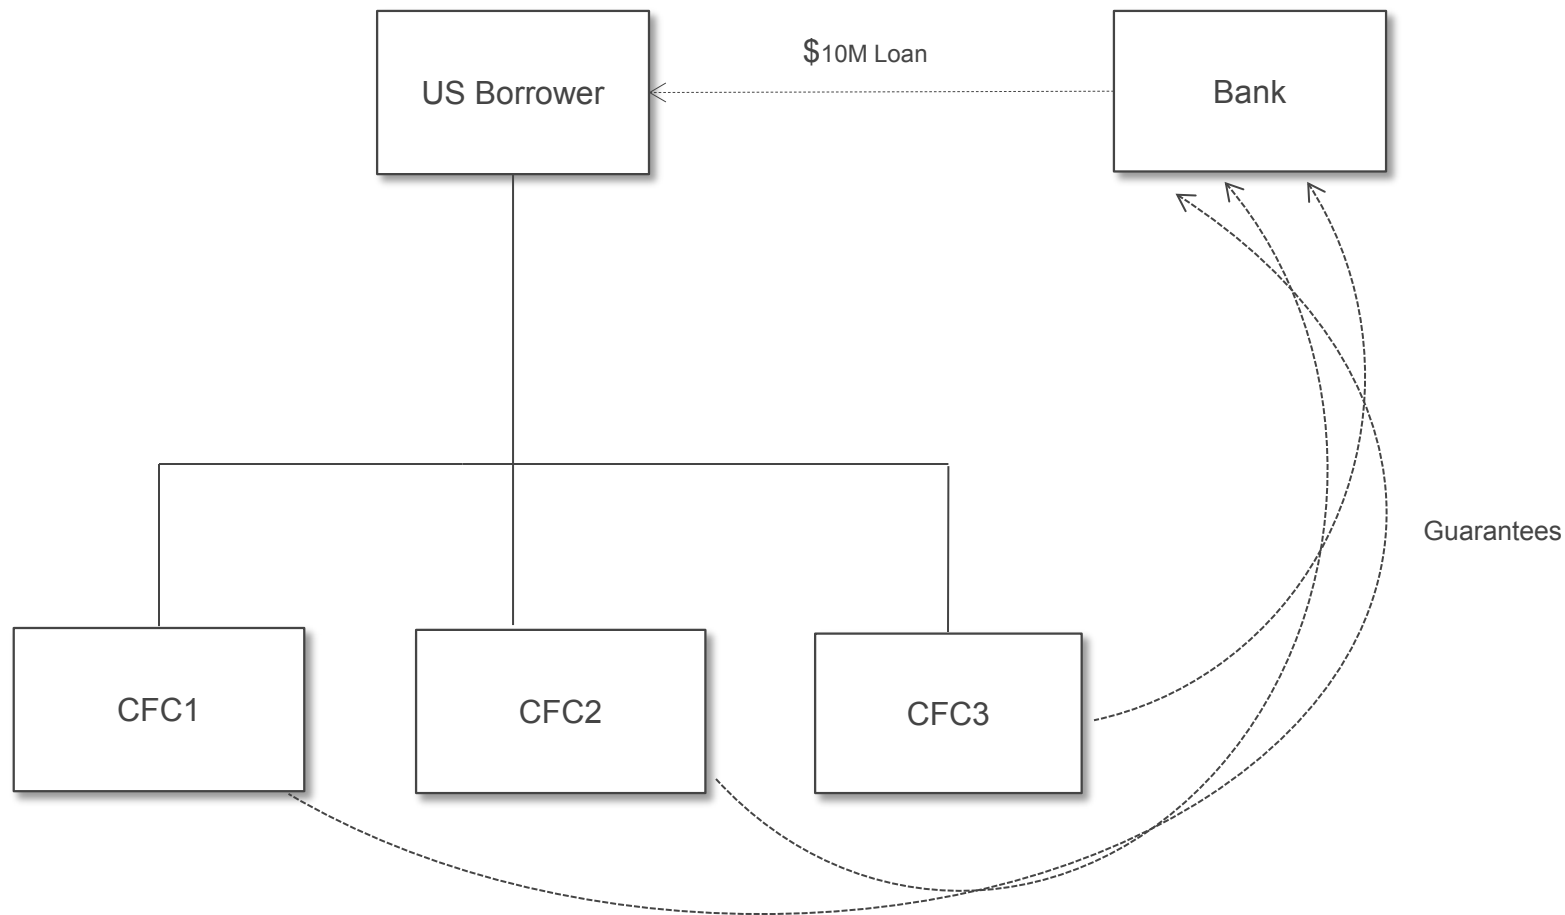 $10M Loan
US Borrower
Bank
Guarantees
CFC1
CFC2
CFC3